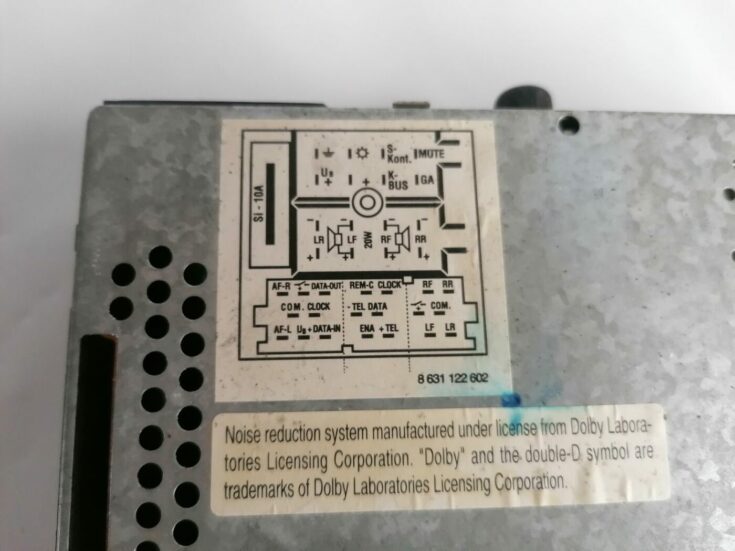 S-
Kont. MUTE
UB
+ + K-
BUS GA
SI - 10A
- - - -
LR LF 20W RF RR
+ + + +
AF-R DATA-OUT REM-C CLOCK RF RR
COM. CLOCK - TEL DATA COM.
AF-L UB + DATA-IN ENA + TEL LF LR
8 631 122 602
Noise reduction system manufactured under license from Dolby Labora-
tories Licensing Corporation. "Dolby" and the double-D symbol are
trademarks of Dolby Laboratories Licensing Corporation.